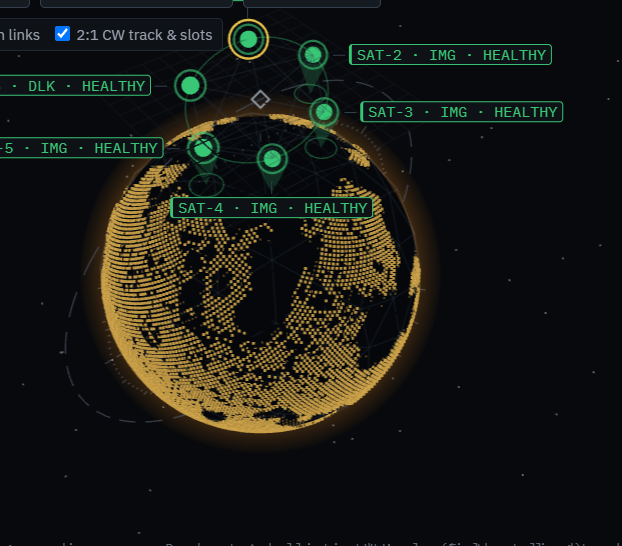 links
2:1 CW track & slots
SAT-2 · IMG · HEALTHY
· DLK · HEALTHY
SAT-3 · IMG · HEALTHY
-5 · IMG · HEALTHY
SAT-4 · IMG · HEALTHY